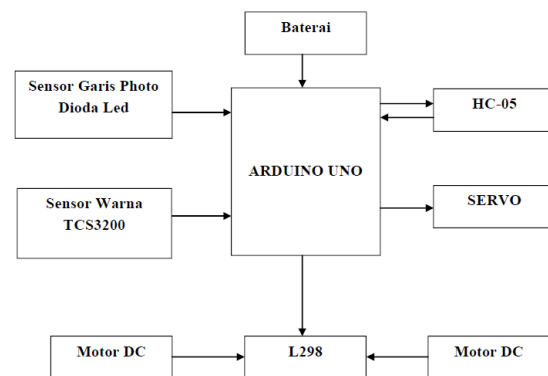 Baterai
Sensor Garis Photo
Dioda Led
HC-05
ARDUINO UNO
Sensor Warna
TCS3200
SERVO
Motor DC
L298
Motor DC